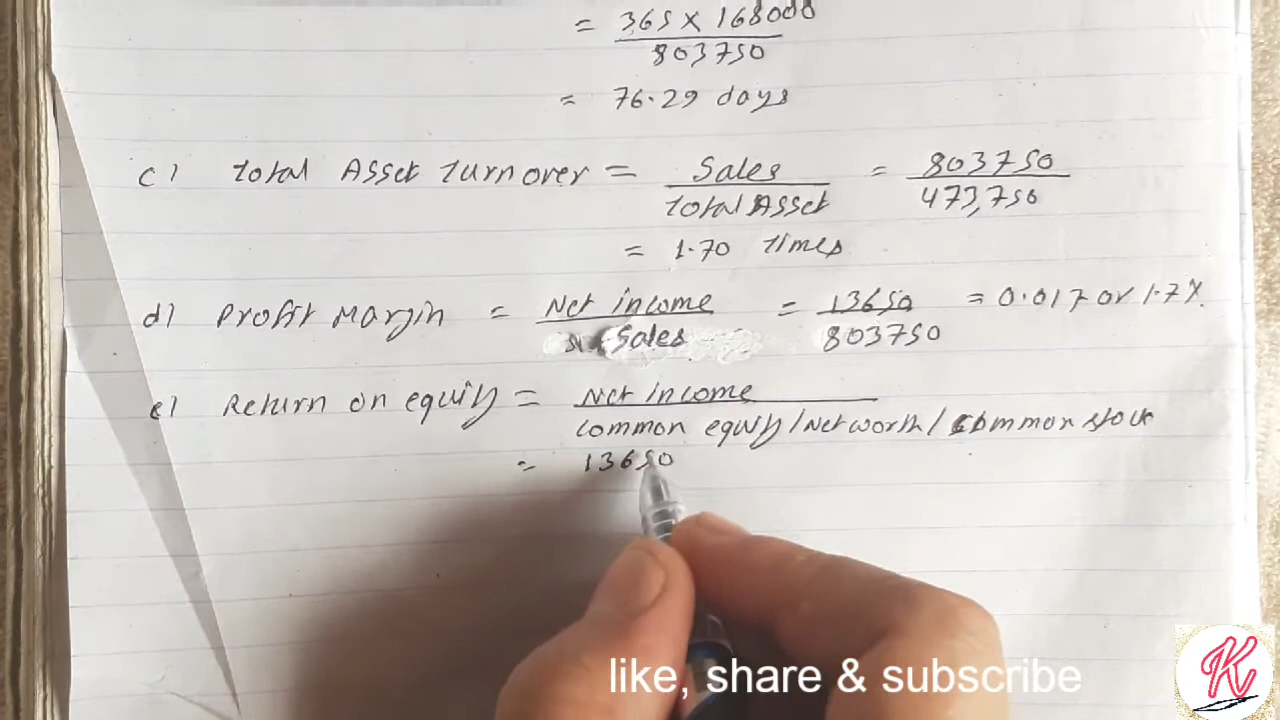 = 365 x 168000
803750
= 76.29 days
c) Total Asset Turnover = Sales = 803750
Total Asset 473,750
= 1.70 times
d) Profit Margin = Net income = 13650 = 0.017 or 1.7%.
Sales 803750
e) Return on equity = Net income
common equity/Net worth/common stock
= 13650
like, share & subscribe
K